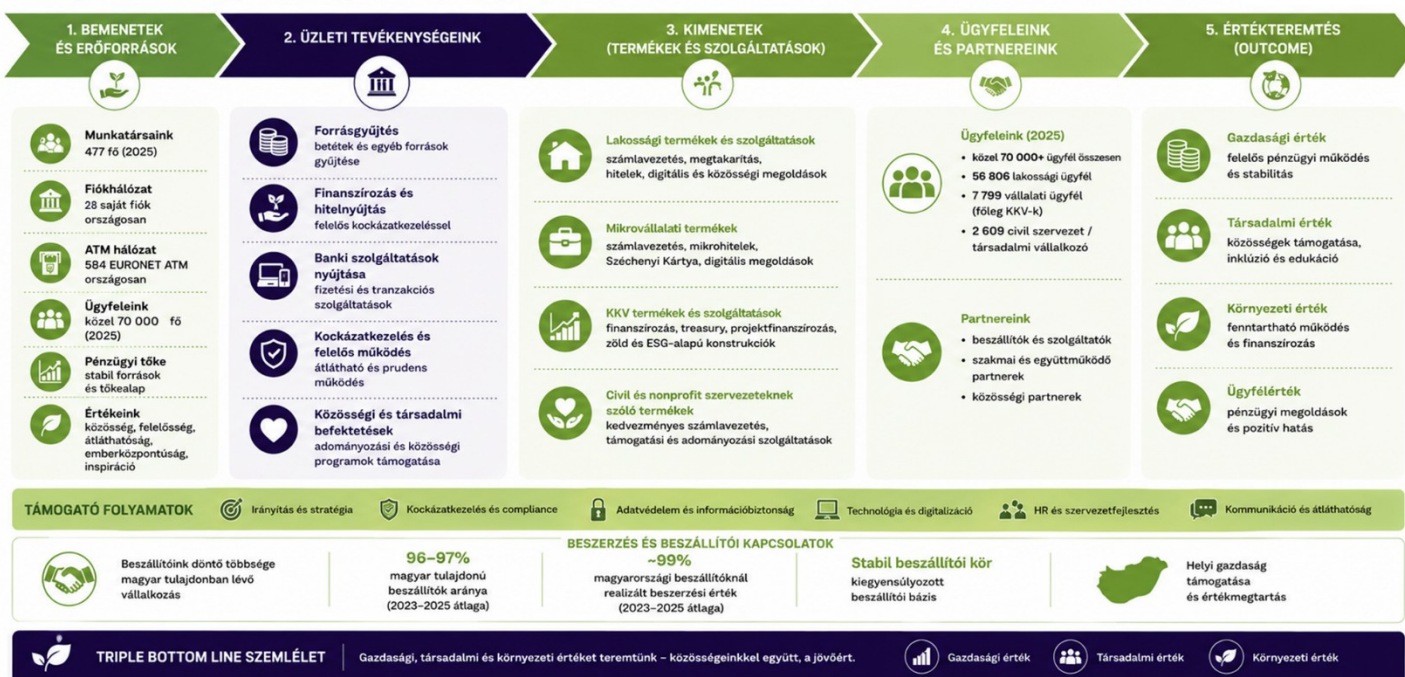 1. BEMENETEK
ÉS ERŐFORRÁSOK
2. ÜZLETI TEVÉKENYSÉGEINK
3. KIMENETEK
(TERMÉKEK ÉS SZOLGÁLTATÁSOK)
4. ÜGYFELEINK
ÉS PARTNEREINK
5. ÉRTÉKTEREMTÉS
(OUTCOME)
Munkatársaink
477 fő (2025)
Fiókhálózat
28 saját fiók
országosan
ATM hálózat
584 EURONET ATM
országosan
Ügyfeleink
közel 70 000 fő
(2025)
Pénzügyi tőke
stabil források
és tőkealap
Értékeink
közösség, felelősség,
átláthatóság,
emberközpontúság,
inspiráció
Forrásgyűjtés
betétek és egyéb források
gyűjtése
Finanszírozás és
hitelnyújtás
felelős kockázatkezeléssel
Banki szolgáltatások
nyújtása
fizetési és tranzakciós
szolgáltatások
Kockázatkezelés és
felelős működés
átlátható és prudens
működés
Közösségi és társadalmi
befektetések
adományozási és közösségi
programok támogatása
Lakossági termékek és szolgáltatások
számlavezetés, megtakarítás,
hitelek, digitális és közösségi megoldások
Mikrovállalati termékek
számlavezetés, mikrohitelek,
Széchenyi Kártya, digitális megoldások
KKV termékek és szolgáltatások
finanszírozás, treasury, projektfinanszírozás,
zöld és ESG-alapú konstrukciók
Civil és nonprofit szervezeteknek
szóló termékek
kedvezményes számlavezetés,
támogatási és adományozási szolgáltatások
Ügyfeleink (2025)
• közel 70 000+ ügyfél összesen
• 56 806 lakossági ügyfél
• 7 799 vállalati ügyfél
(főleg KKV-k)
• 2 609 civil szervezet /
társadalmi vállalkozó
Partnereink
• beszállítók és szolgáltatók
• szakmai és együttműködő
partnerek
• közösségi partnerek
Gazdasági érték
felelős pénzügyi működés
és stabilitás
Társadalmi érték
közösségek támogatása,
inklúzió és edukáció
Környezeti érték
fenntartható működés
és finanszírozás
Ügyfélérték
pénzügyi megoldások
és pozitív hatás
TÁMOGATÓ FOLYAMATOK
Irányítás és stratégia
Kockázatkezelés és compliance
Adatvédelem és információbiztonság
Technológia és digitalizáció
HR és szervezetfejlesztés
Kommunikáció és átláthatóság
BESZERZÉS ÉS BESZÁLLÍTÓI KAPCSOLATOK
Beszállítóink döntő többsége
magyar tulajdonban lévő
vállalkozás
96–97%
magyar tulajdonú
beszállítók aránya
(2023–2025 átlaga)
~99%
magyarországi beszállítóknál
realizált beszerzési érték
(2023–2025 átlaga)
Stabil beszállítói kör
kiegyensúlyozott
beszállítói bázis
Helyi gazdaság
támogatása
és értékmegtartás
TRIPLE BOTTOM LINE SZEMLÉLET
Gazdasági, társadalmi és környezeti értéket teremtünk – közösségeinkkel együtt, a jövőért.
Gazdasági érték
Társadalmi érték
Környezeti érték